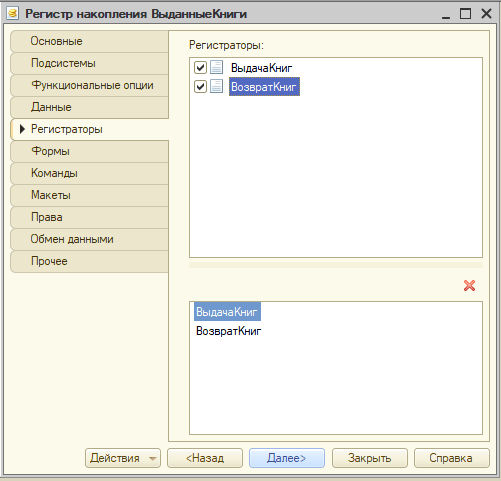 Регистр накопления ВыданныеКниги
Основные
Подсистемы
Функциональные опции
Данные
Регистраторы
Формы
Команды
Макеты
Права
Обмен данными
Прочее
Регистраторы:
ВыдачаКниг
ВозвратКниг
ВыдачаКниг
ВозвратКниг
Действия
<Назад
Далее>
Закрыть
Справка